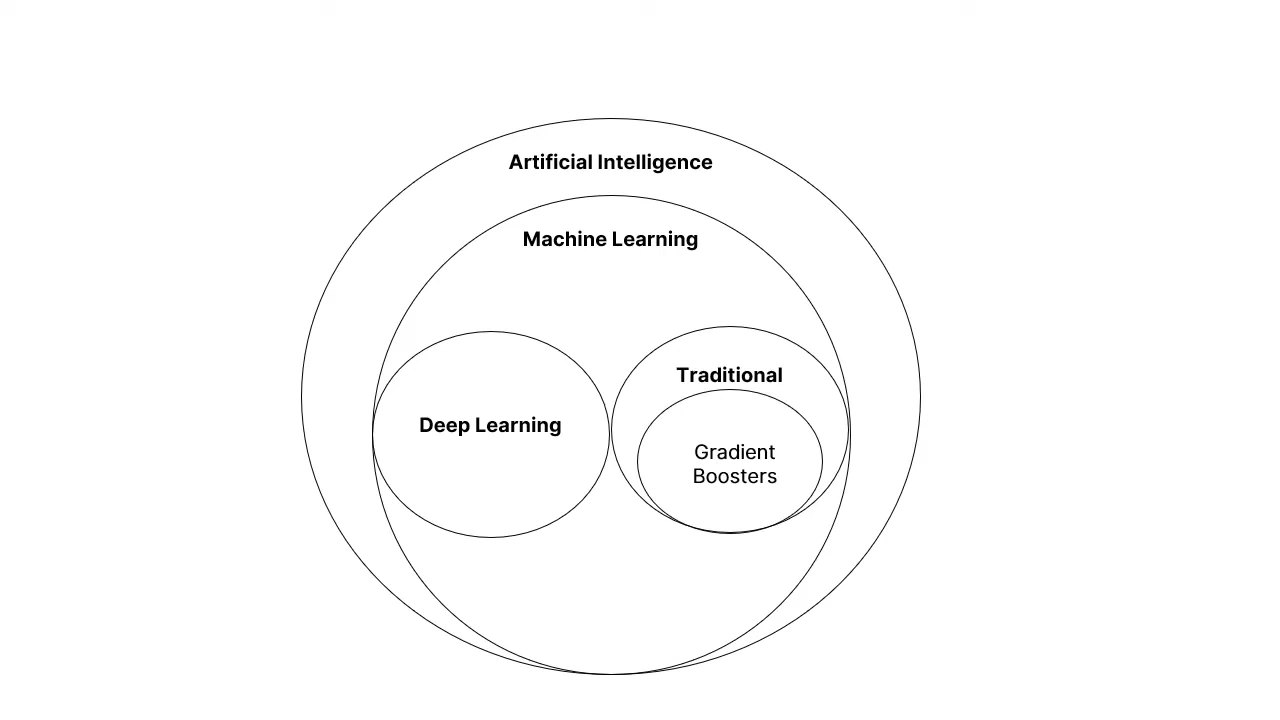 Artificial Intelligence
Machine Learning
Deep Learning
Traditional
Gradient
Boosters